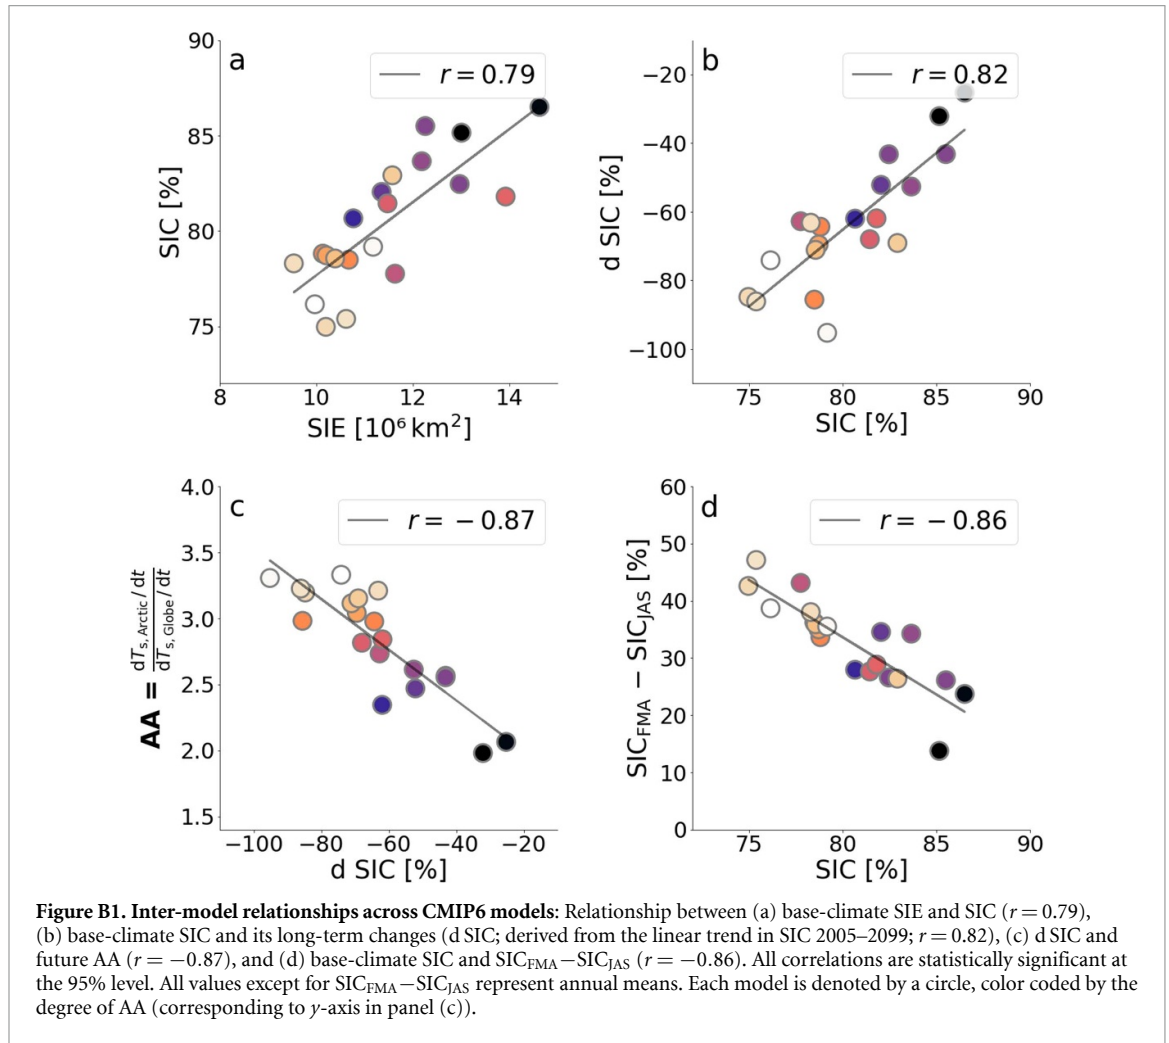 a
r = 0.79
90
85
80
75
SIC [%]
8 10 12 14
SIE [10⁶ km²]
b
r = 0.82
−20
−40
−60
−80
−100
d SIC [%]
75 80 85 90
SIC [%]
c
r = −0.87
4.0
3.5
3.0
2.5
2.0
1.5
AA = dTs,Arctic / dt
dTs,Globe / dt
−100 −80 −60 −40 −20
d SIC [%]
d
r = −0.86
60
50
40
30
20
10
0
SIC_FMA − SIC_JAS [%]
75 80 85 90
SIC [%]
Figure B1. Inter-model relationships across CMIP6 models: Relationship between (a) base-climate SIE and SIC (r = 0.79),
(b) base-climate SIC and its long-term changes (d SIC; derived from the linear trend in SIC 2005–2099; r = 0.82), (c) d SIC and
future AA (r = −0.87), and (d) base-climate SIC and SIC_FMA−SIC_JAS (r = −0.86). All correlations are statistically significant at
the 95% level. All values except for SIC_FMA−SIC_JAS represent annual means. Each model is denoted by a circle, color coded by the
degree of AA (corresponding to y-axis in panel (c)).